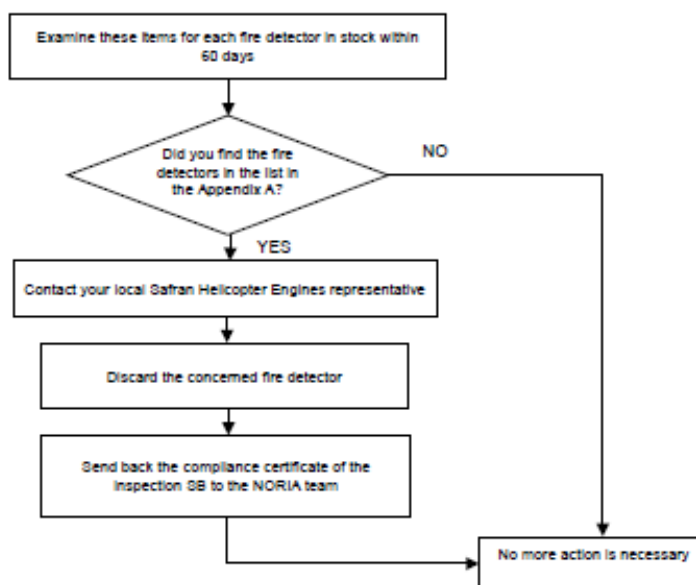 Examine these items for each fire detector in stock within
60 days
Did you find the fire
detectors in the list in
the Appendix A?
NO
YES
Contact your local Safran Helicopter Engines representative
Discard the concerned fire detector
Send back the compliance certificate of the
inspection SB to the NORIA team
No more action is necessary